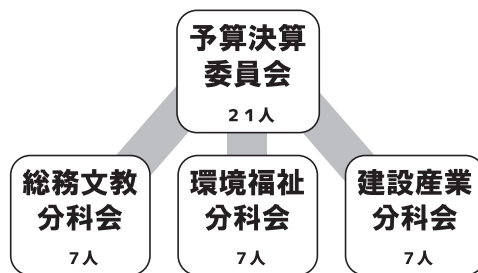 予算決算
委員会
21人
総務文教
分科会
7人
環境福祉
分科会
7人
建設産業
分科会
7人